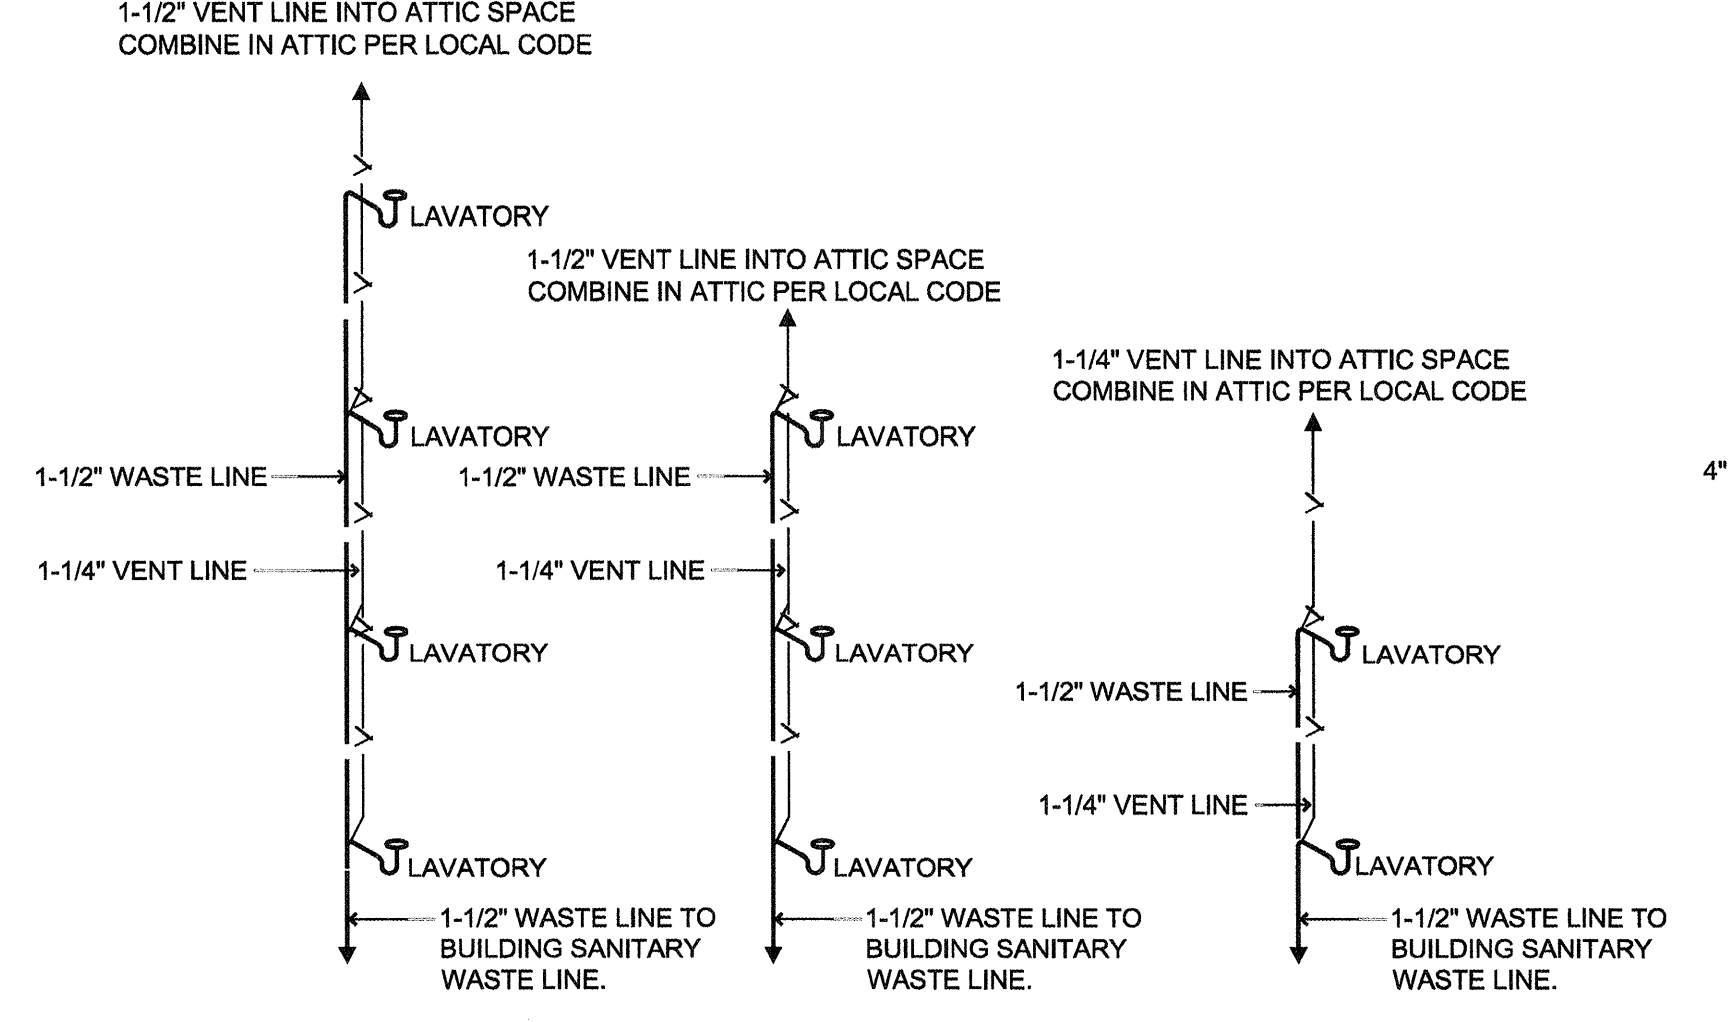 1-1/2" VENT LINE INTO ATTIC SPACE
COMBINE IN ATTIC PER LOCAL CODE
LAVATORY
LAVATORY
1-1/2" WASTE LINE
1-1/4" VENT LINE
LAVATORY
LAVATORY
1-1/2" WASTE LINE TO
BUILDING SANITARY
WASTE LINE.
1-1/2" VENT LINE INTO ATTIC SPACE
COMBINE IN ATTIC PER LOCAL CODE
LAVATORY
1-1/2" WASTE LINE
1-1/4" VENT LINE
LAVATORY
LAVATORY
1-1/2" WASTE LINE TO
BUILDING SANITARY
WASTE LINE.
1-1/4" VENT LINE INTO ATTIC SPACE
COMBINE IN ATTIC PER LOCAL CODE
LAVATORY
1-1/2" WASTE LINE
1-1/4" VENT LINE
LAVATORY
1-1/2" WASTE LINE TO
BUILDING SANITARY
WASTE LINE.
4"